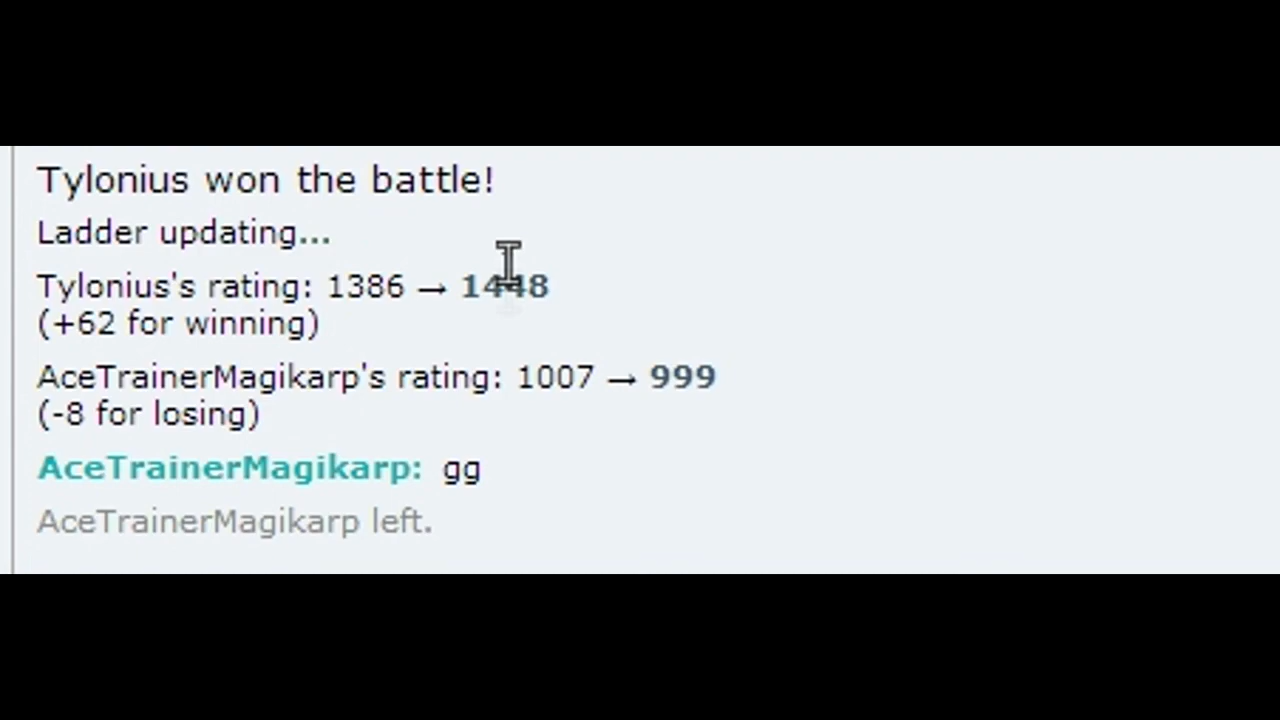 Tylonius won the battle!
Ladder updating...
Tylonius's rating: 1386 → 1448
(+62 for winning)
AceTrainerMagikarp's rating: 1007 → 999
(-8 for losing)
AceTrainerMagikarp: gg
AceTrainerMagikarp left.